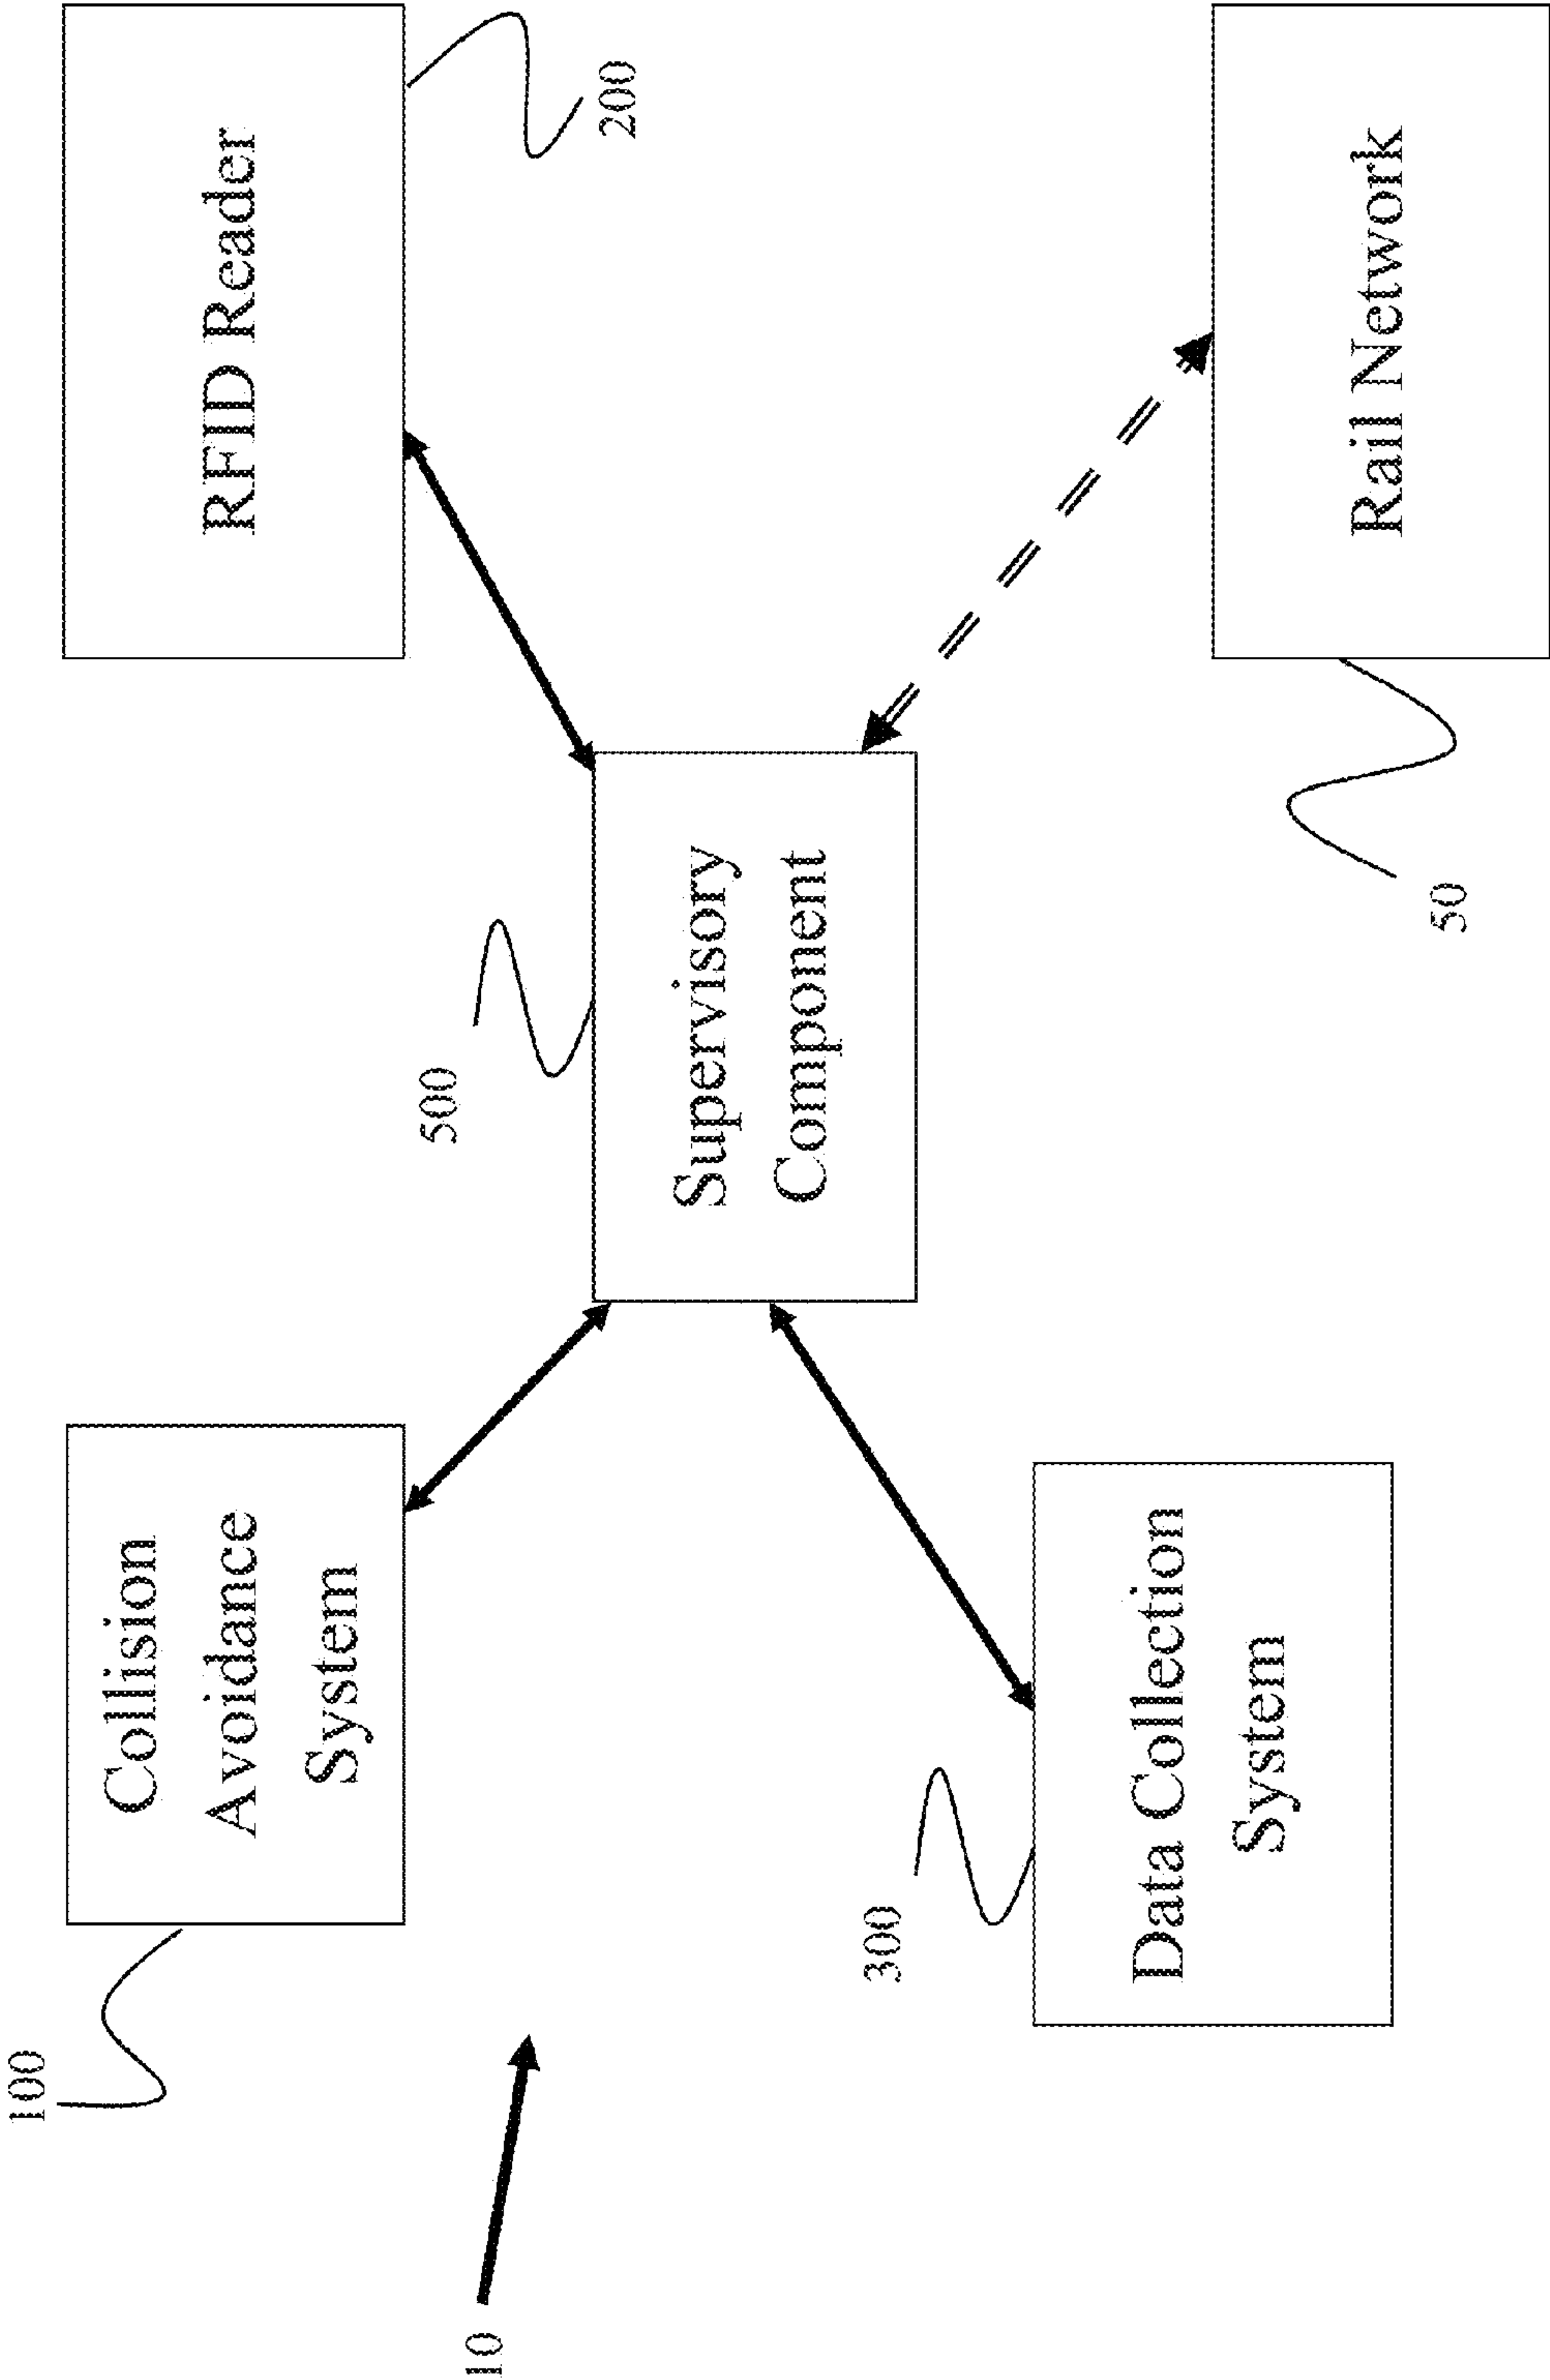 100
Collision
Avoidance
System
RFID Reader
200
500
Supervisory
Component
10
300
Data Collection
System
50
Rail Network